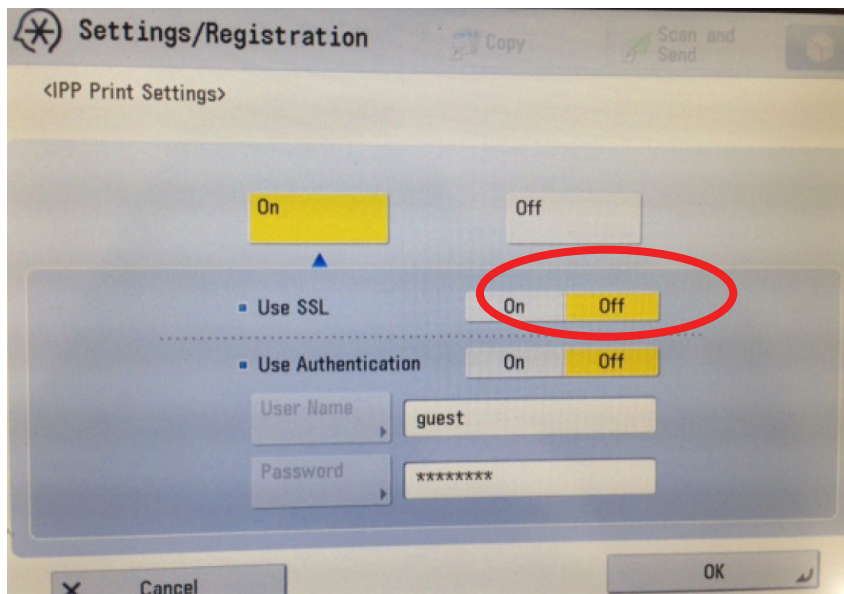 Settings/Registration
Copy
Scan and
Send
<IPP Print Settings>
On
Off
Use SSL
On
Off
Use Authentication
On
Off
User Name
guest
Password
********
Cancel
OK